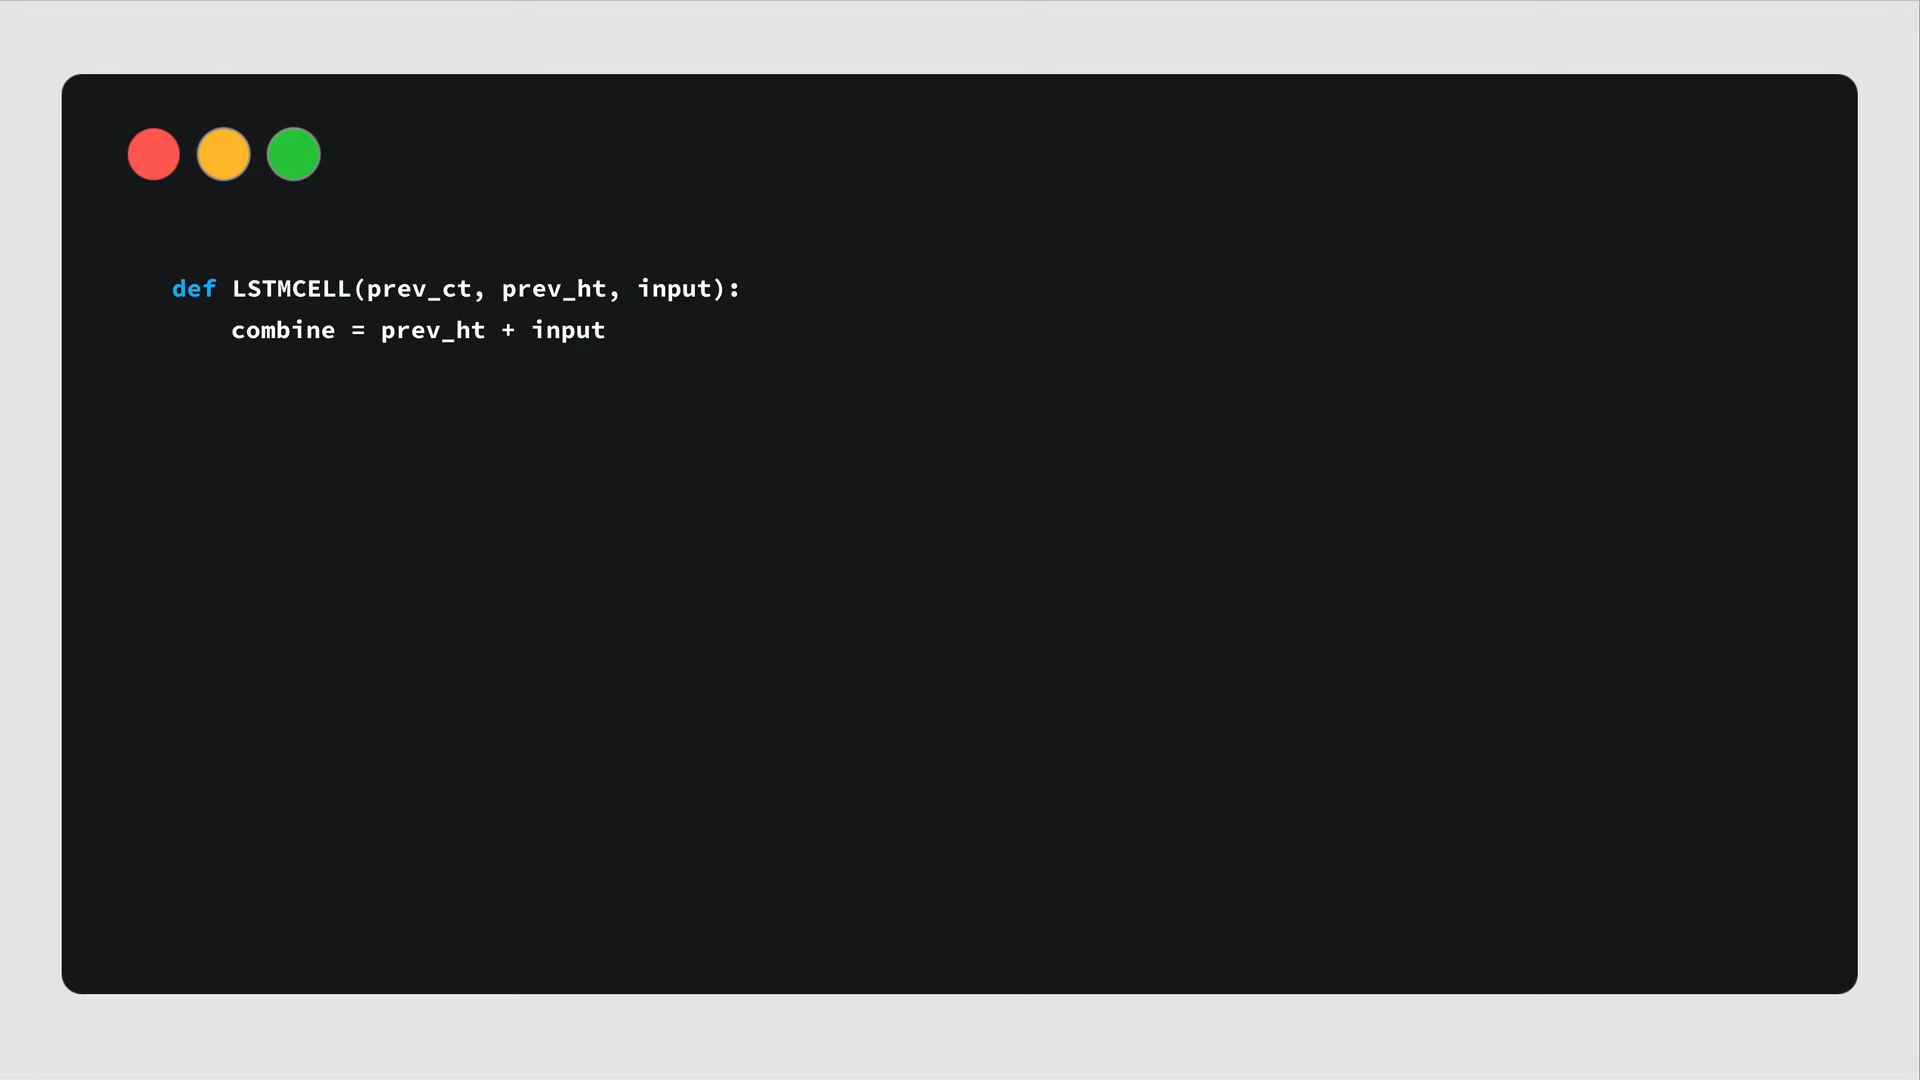 def LSTMCELL(prev_ct, prev_ht, input):
    combine = prev_ht + input